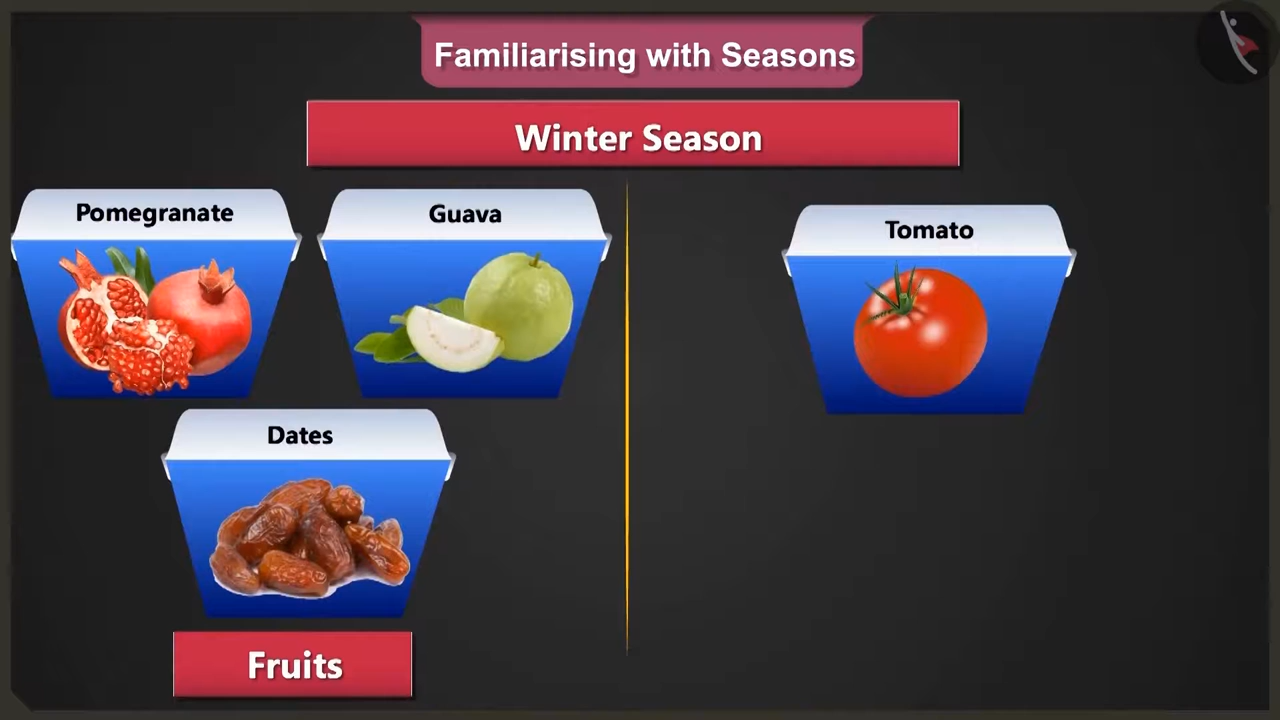 Familiarising with Seasons
Winter Season
Pomegranate
Guava
Tomato
Dates
Fruits